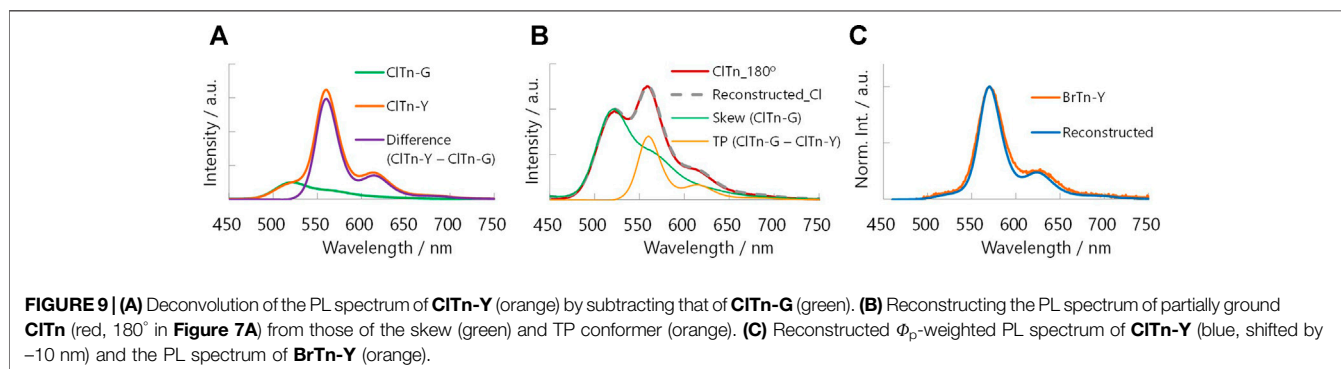 A
Intensity / a.u.
ClTn-G
ClTn-Y
Difference
(ClTn-Y – ClTn-G)
450 500 550 600 650 700 750
Wavelength / nm
B
Intensity / a.u.
ClTn_180º
Reconstructed_Cl
Skew (ClTn-G)
TP (ClTn-G – ClTn-Y)
450 500 550 600 650 700 750
Wavelength / nm
C
Norm. Int. / a.u.
BrTn-Y
Reconstructed
450 500 550 600 650 700 750
Wavelength / nm
FIGURE 9 | (A) Deconvolution of the PL spectrum of ClTn-Y (orange) by subtracting that of ClTn-G (green). (B) Reconstructing the PL spectrum of partially ground
ClTn (red, 180° in Figure 7A) from those of the skew (green) and TP conformer (orange). (C) Reconstructed Φp-weighted PL spectrum of ClTn-Y (blue, shifted by
–10 nm) and the PL spectrum of BrTn-Y (orange).